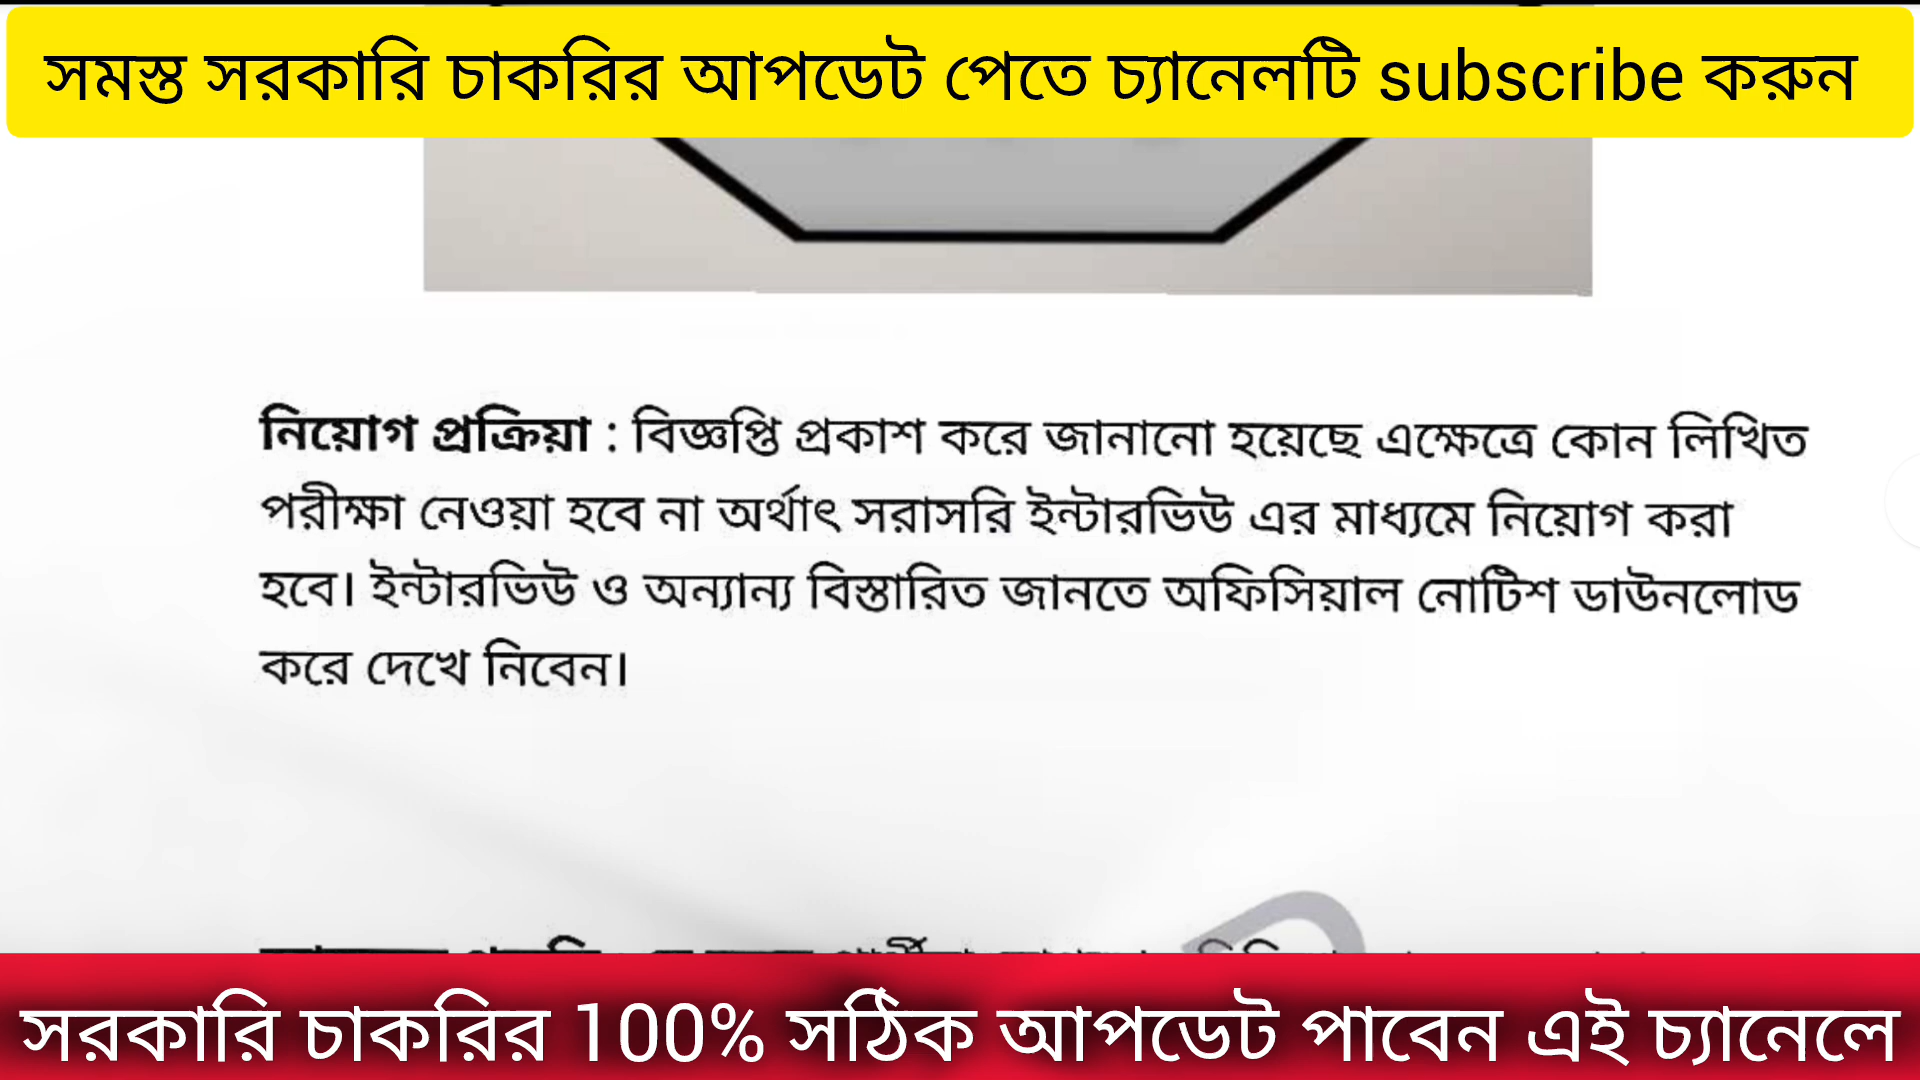 সমস্ত সরকারি চাকরির আপডেট পেতে চ্যানেলটি subscribe করুন
নিয়োগ প্রক্রিয়া : বিজ্ঞপ্তি প্রকাশ করে জানানো হয়েছে এক্ষেত্রে কোন লিখিত
পরীক্ষা নেওয়া হবে না অর্থাৎ সরাসরি ইন্টারভিউ এর মাধ্যমে নিয়োগ করা
হবে। ইন্টারভিউ ও অন্যান্য বিস্তারিত জানতে অফিসিয়াল নোটিশ ডাউনলোড
করে দেখে নিবেন।
সরকারি চাকরির 100% সঠিক আপডেট পাবেন এই চ্যানেলে